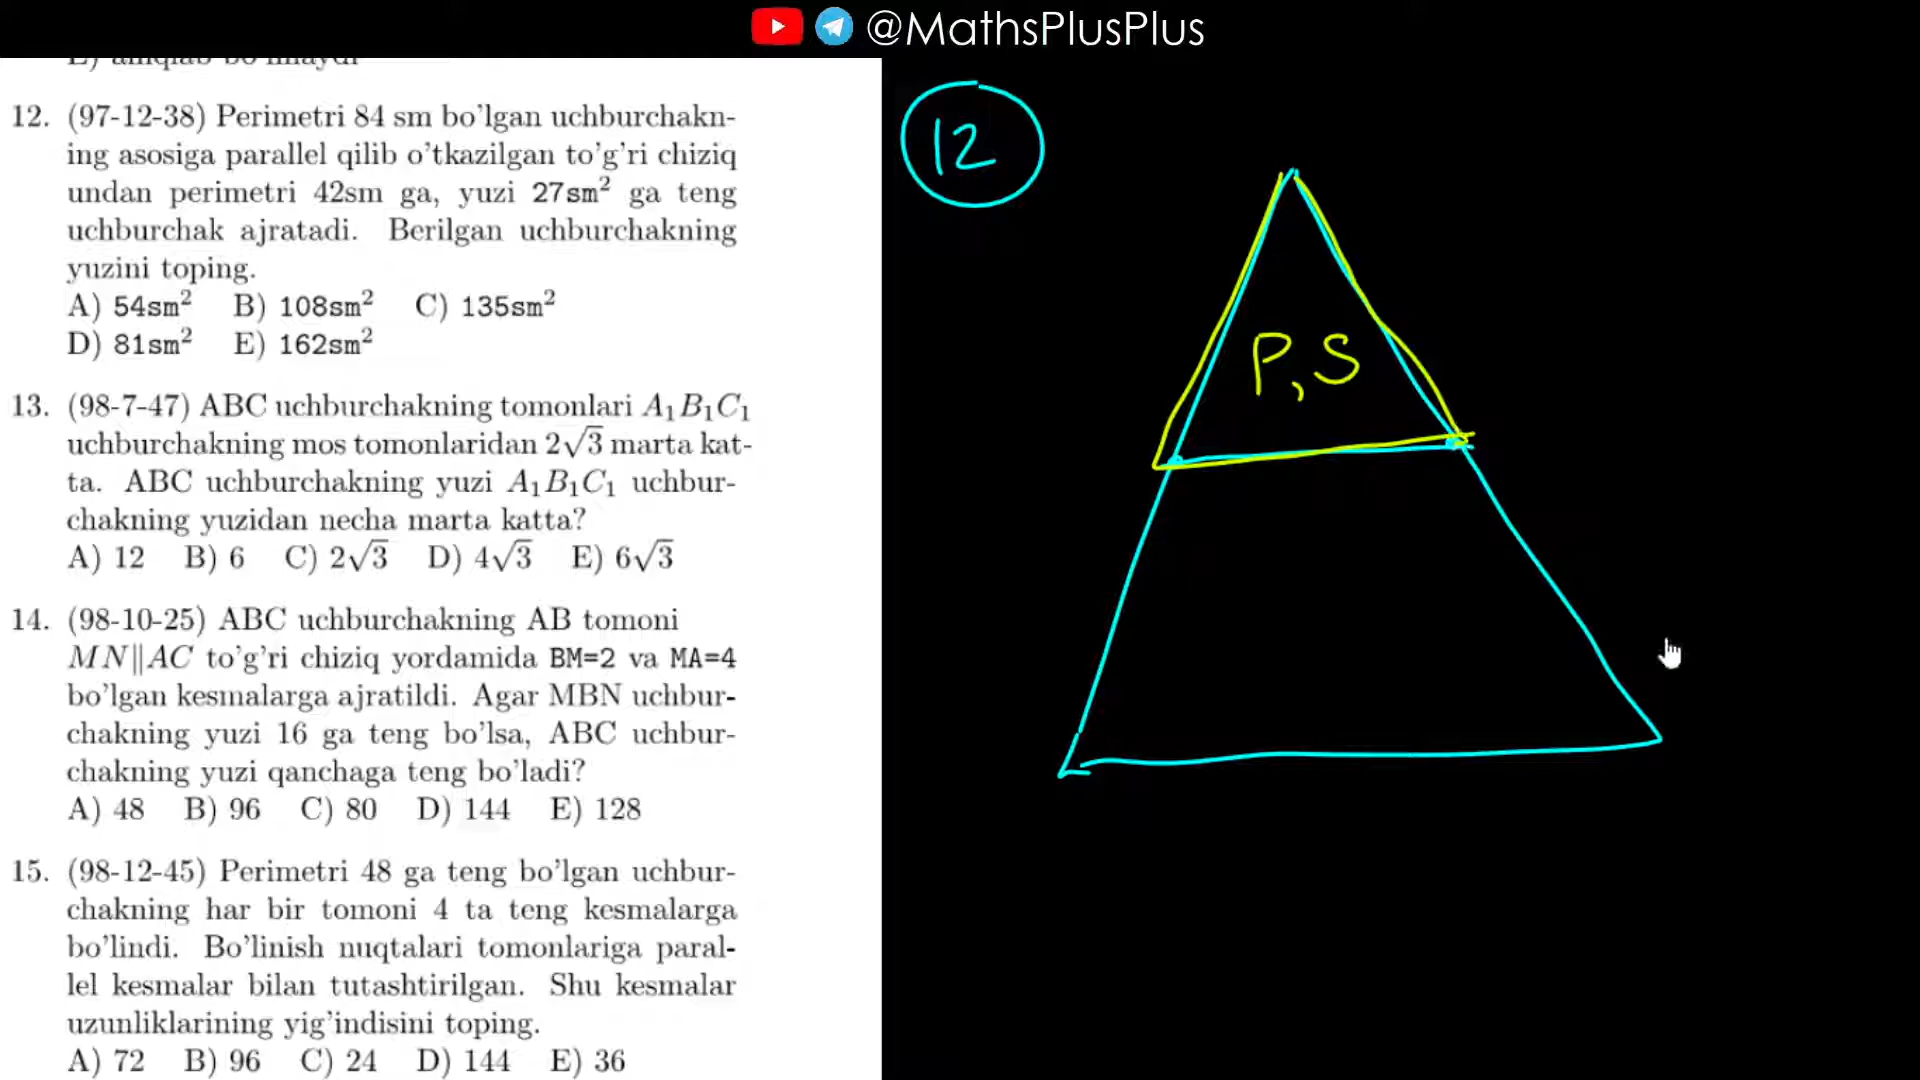 @MathsPlusPlus
12. (97-12-38) Perimetri 84 sm bo'lgan uchburchakn-
ing asosiga parallel qilib o'tkazilgan to'g'ri chiziq
undan perimetri 42sm ga, yuzi 27sm² ga teng
uchburchak ajratadi. Berilgan uchburchakning
yuzini toping.
A) 54sm² B) 108sm² C) 135sm²
D) 81sm² E) 162sm²
13. (98-7-47) ABC uchburchakning tomonlari A₁B₁C₁
uchburchakning mos tomonlaridan 2√3 marta kat-
ta. ABC uchburchakning yuzi A₁B₁C₁ uchbur-
chakning yuzidan necha marta katta?
A) 12 B) 6 C) 2√3 D) 4√3 E) 6√3
14. (98-10-25) ABC uchburchakning AB tomoni
MN∥AC to'g'ri chiziq yordamida BM=2 va MA=4
bo'lgan kesmalarga ajratildi. Agar MBN uchbur-
chakning yuzi 16 ga teng bo'lsa, ABC uchbur-
chakning yuzi qanchaga teng bo'ladi?
A) 48 B) 96 C) 80 D) 144 E) 128
15. (98-12-45) Perimetri 48 ga teng bo'lgan uchbur-
chakning har bir tomoni 4 ta teng kesmalarga
bo'lindi. Bo'linish nuqtalari tomonlariga paral-
lel kesmalar bilan tutashtirilgan. Shu kesmalar
uzunliklarining yig'indisini toping.
A) 72 B) 96 C) 24 D) 144 E) 36
12
P, S